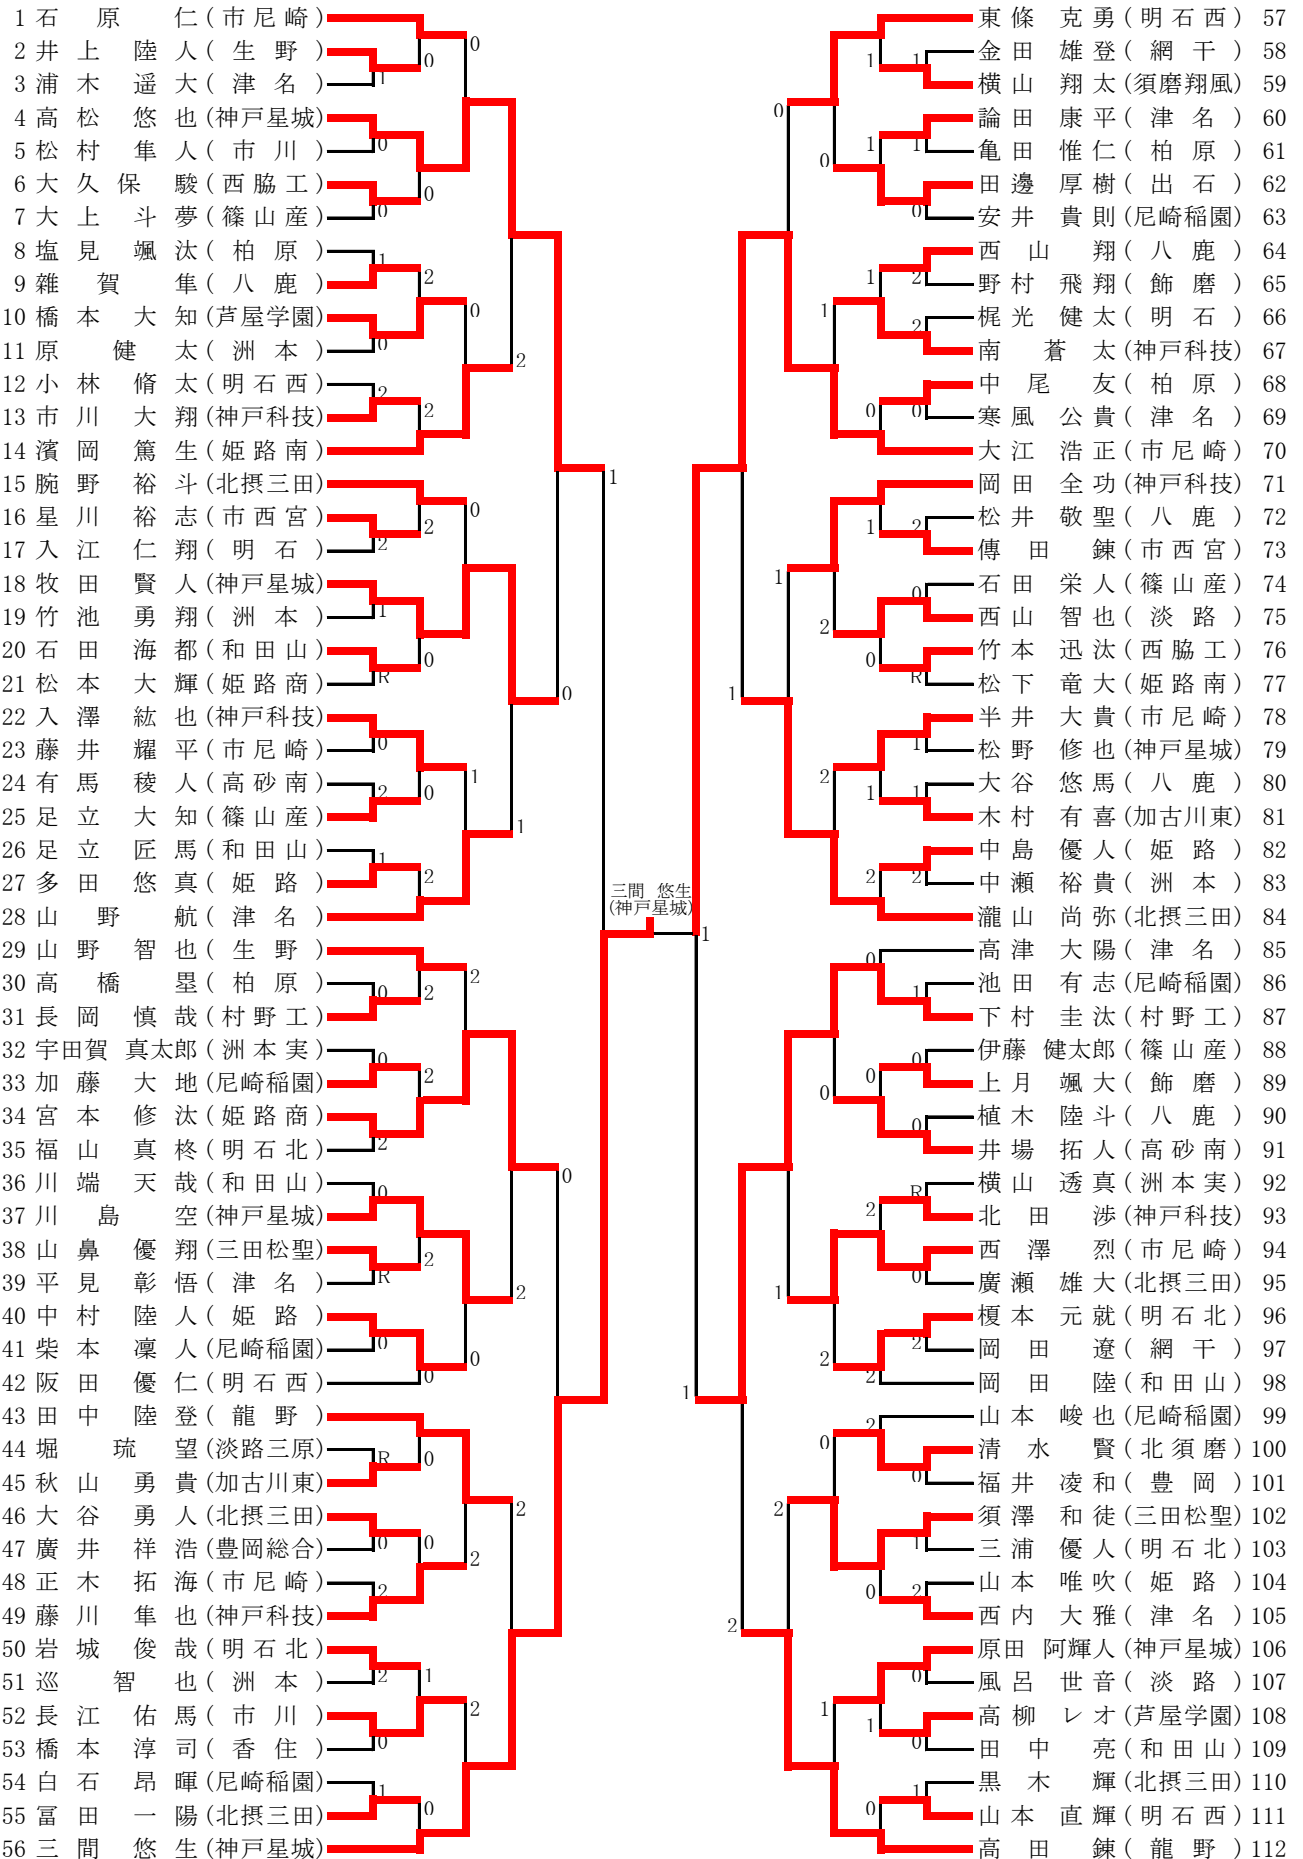 1 石原 仁 (市尼崎)
2 井上 陸人 (生野)
3 浦木 遥大 (津名)
4 高松 悠也 (神戸星城)
5 松村 隼人 (市川)
6 大久保 駿 (西脇工)
7 大上 斗夢 (篠山産)
8 塩見 颯汰 (柏原)
9 雑賀 隼 (八鹿)
10 橋本 大知 (芦屋学園)
11 原 健太 (洲本)
12 小林 脩太 (明石西)
13 市川 大翔 (神戸科技)
14 濱岡 篤生 (姫路南)
15 腕野 裕斗 (北摂三田)
16 星川 裕志 (市西宮)
17 入江 仁翔 (明石)
18 牧田 賢人 (神戸星城)
19 竹池 勇翔 (洲本)
20 石田 海都 (和田山)
21 松本 大輝 (姫路商)
22 入澤 紘也 (神戸科技)
23 藤井 耀平 (市尼崎)
24 有馬 稜人 (高砂南)
25 足立 大知 (篠山産)
26 足立 匠馬 (和田山)
27 多田 悠真 (姫路)
28 山野 航 (津名)
29 山野 智也 (生野)
30 高橋 塁 (柏原)
31 長岡 慎哉 (村野工)
32 宇田賀 真太郎 (洲本実)
33 加藤 大地 (尼崎稲園)
34 宮本 修汰 (姫路商)
35 福山 真柊 (明石北)
36 川端 天哉 (和田山)
37 川島 空 (神戸星城)
38 山鼻 優翔 (三田松聖)
39 平見 彰悟 (津名)
40 中村 陸人 (姫路)
41 柴本 凜人 (尼崎稲園)
42 阪田 優仁 (明石西)
43 田中 陸登 (龍野)
44 堀 琉望 (淡路三原)
45 秋山 勇貴 (加古川東)
46 大谷 勇人 (北摂三田)
47 廣井 祥浩 (豊岡総合)
48 正木 拓海 (市尼崎)
49 藤川 隼也 (神戸科技)
50 岩城 俊哉 (明石北)
51 巡 智也 (洲本)
52 長江 佑馬 (市川)
53 橋本 淳司 (香住)
54 白石 昂暉 (尼崎稲園)
55 冨田 一陽 (北摂三田)
56 三間 悠生 (神戸星城)
三間 悠生
(神戸星城)
東條 克勇 (明石西) 57
金田 雄登 (網干) 58
横山 翔太 (須磨翔風) 59
論田 康平 (津名) 60
亀田 惟仁 (柏原) 61
田邊 厚樹 (出石) 62
安井 貴則 (尼崎稲園) 63
西山 翔 (八鹿) 64
野村 飛翔 (飾磨) 65
梶光 健太 (明石) 66
南 蒼太 (神戸科技) 67
中尾 友 (柏原) 68
寒風 公貴 (津名) 69
大江 浩正 (市尼崎) 70
岡田 全功 (神戸科技) 71
松井 敬聖 (八鹿) 72
傳田 錬 (市西宮) 73
石田 栄人 (篠山産) 74
西山 智也 (淡路) 75
竹本 迅汰 (西脇工) 76
松下 竜大 (姫路南) 77
半井 大貴 (市尼崎) 78
松野 修也 (神戸星城) 79
大谷 悠馬 (八鹿) 80
木村 有喜 (加古川東) 81
中島 優人 (姫路) 82
中瀬 裕貴 (洲本) 83
瀧山 尚弥 (北摂三田) 84
高津 大陽 (津名) 85
池田 有志 (尼崎稲園) 86
下村 圭汰 (村野工) 87
伊藤 健太郎 (篠山産) 88
上月 颯大 (飾磨) 89
植木 陸斗 (八鹿) 90
井場 拓人 (高砂南) 91
横山 透真 (洲本実) 92
北田 渉 (神戸科技) 93
西澤 烈 (市尼崎) 94
廣瀬 雄大 (北摂三田) 95
榎本 元就 (明石北) 96
岡田 遼 (網干) 97
岡田 陸 (和田山) 98
山本 峻也 (尼崎稲園) 99
清水 賢 (北須磨) 100
福井 凌和 (豊岡) 101
須澤 和徒 (三田松聖) 102
三浦 優人 (明石北) 103
山本 唯吹 (姫路) 104
西内 大雅 (津名) 105
原田 阿輝人 (神戸星城) 106
風呂 世音 (淡路) 107
高柳 レオ (芦屋学園) 108
田中 亮 (和田山) 109
黒木 輝 (北摂三田) 110
山本 直輝 (明石西) 111
高田 錬 (龍野) 112